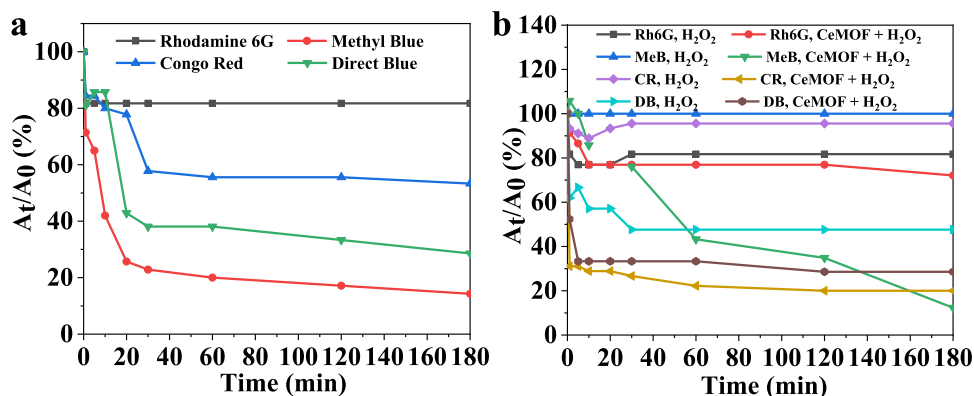 a
Rhodamine 6G
Methyl Blue
Congo Red
Direct Blue
100
80
60
40
20
0
Aₜ/A₀ (%)
0 20 40 60 80 100 120 140 160 180
Time (min)
b
Rh6G, H₂O₂
Rh6G, CeMOF + H₂O₂
MeB, H₂O₂
MeB, CeMOF + H₂O₂
CR, H₂O₂
CR, CeMOF + H₂O₂
DB, H₂O₂
DB, CeMOF + H₂O₂
140
120
100
80
60
40
20
0
Aₜ/A₀ (%)
0 20 40 60 80 100 120 140 160 180
Time (min)